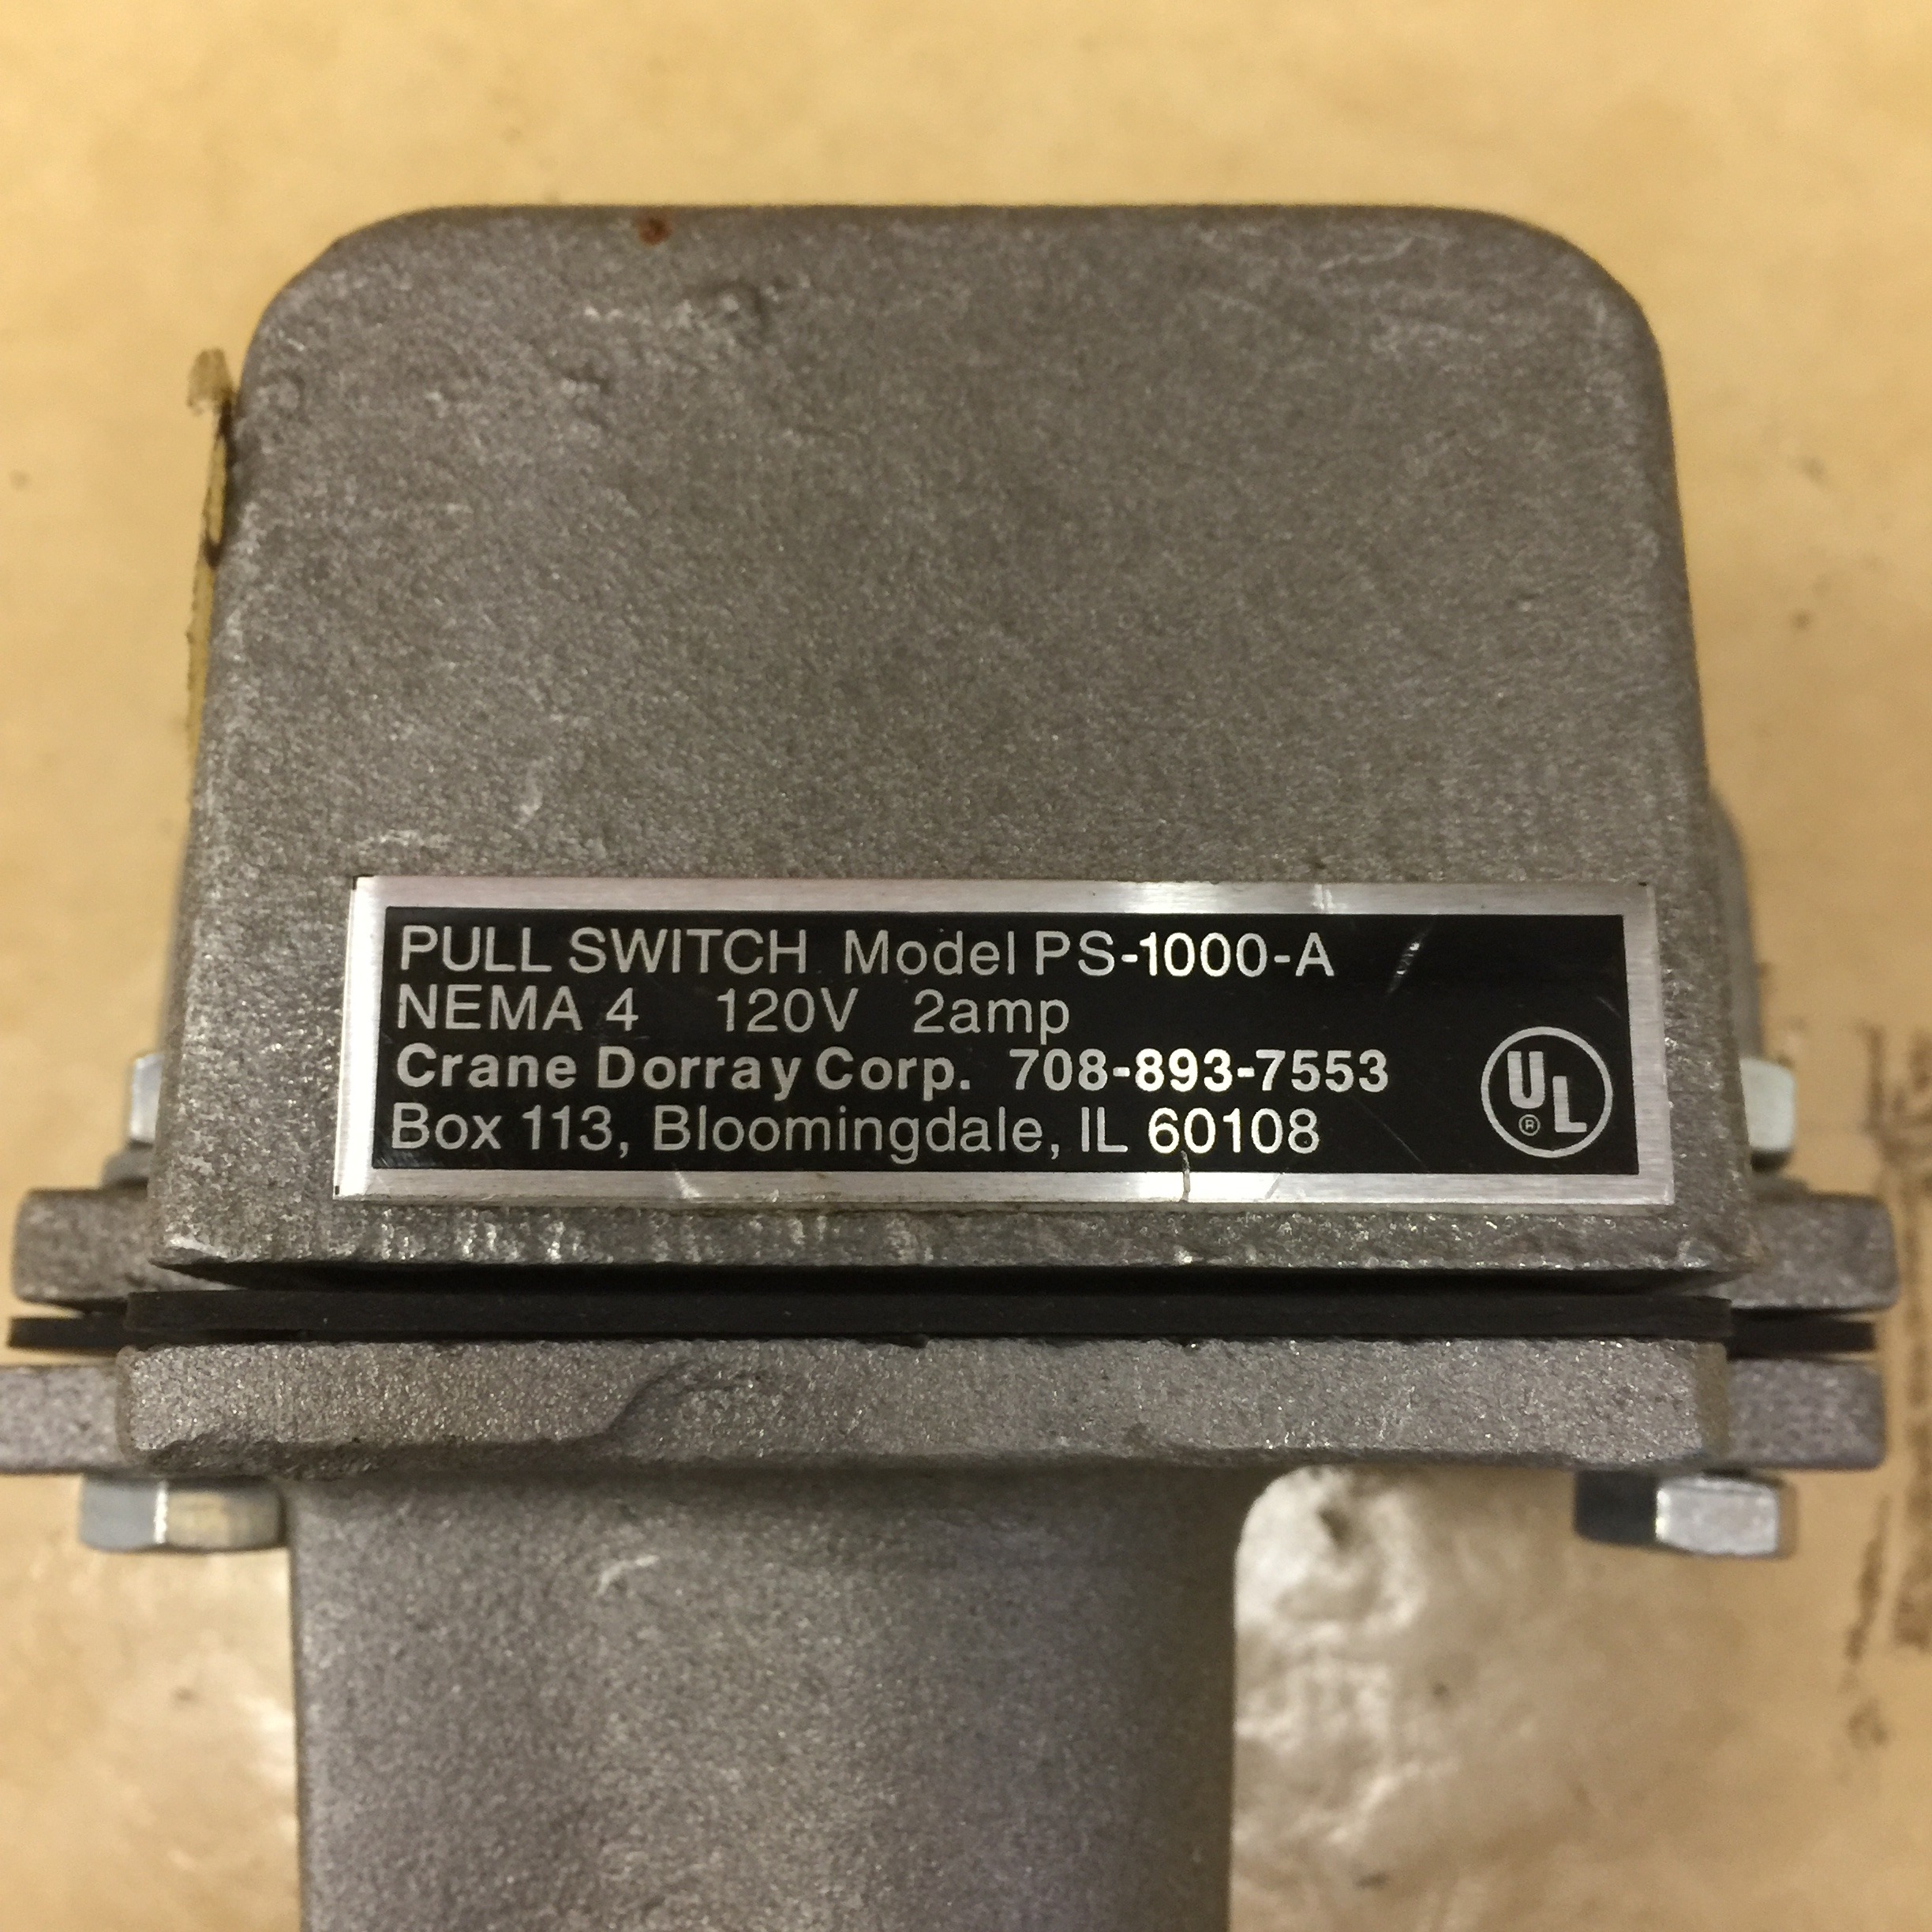 PULL SWITCH Model PS-1000-A
NEMA 4 120V 2amp
Crane Dorray Corp. 708-893-7553
Box 113, Bloomingdale, IL 60108
UL
®